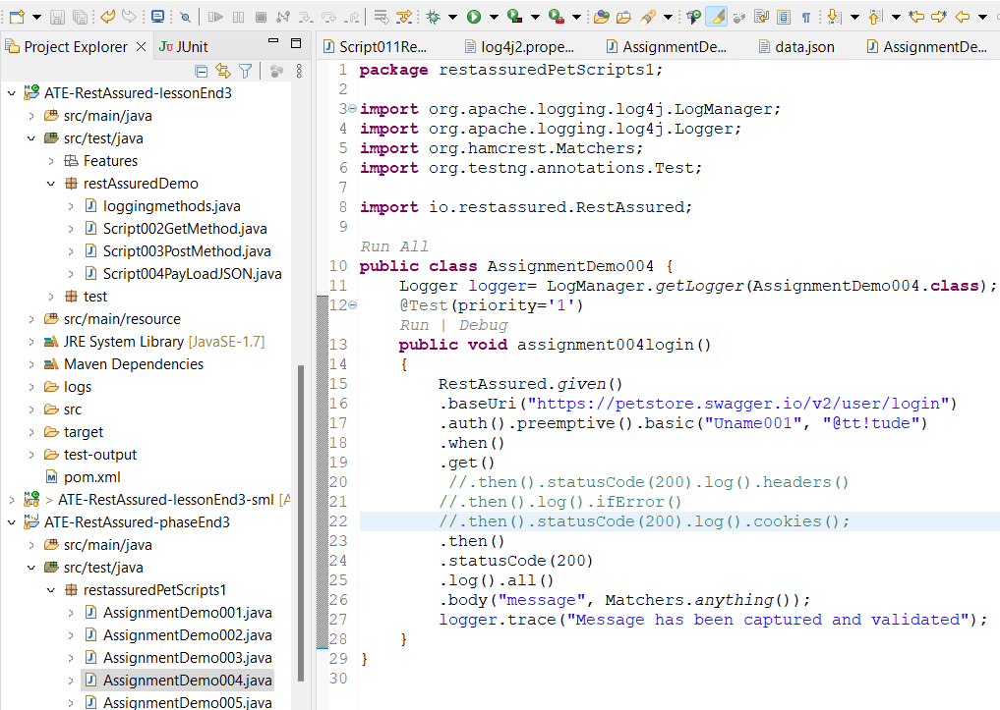 Project Explorer
JUnit
ATE-RestAssured-lessonEnd3
src/main/java
src/test/java
Features
restAssuredDemo
loggingmethods.java
Script002GetMethod.java
Script003PostMethod.java
Script004PayLoadJSON.java
test
src/main/resource
JRE System Library [JavaSE-1.7]
Maven Dependencies
logs
src
target
test-output
pom.xml
> ATE-RestAssured-lessonEnd3-sml [A
ATE-RestAssured-phaseEnd3
src/main/java
src/test/java
restassuredPetScripts1
AssignmentDemo001.java
AssignmentDemo002.java
AssignmentDemo003.java
AssignmentDemo004.java
AssignmentDemo005.java
Script011Re... log4j2.prope... AssignmentDe... data.json AssignmentDe...
1 package restassuredPetScripts1;
2
3 import org.apache.logging.log4j.LogManager;
4 import org.apache.logging.log4j.Logger;
5 import org.hamcrest.Matchers;
6 import org.testng.annotations.Test;
7
8 import io.restassured.RestAssured;
9
Run All
10 public class AssignmentDemo004 {
11 Logger logger= LogManager.getLogger(AssignmentDemo004.class);
12 @Test(priority='1')
Run | Debug
13 public void assignment004login()
14 {
15 RestAssured.given()
16 .baseUri("https://petstore.swagger.io/v2/user/login")
17 .auth().preemptive().basic("Uname001", "@tt!tude")
18 .when()
19 .get()
20 //.then().statusCode(200).log().headers()
21 //.then().log().ifError()
22 //.then().statusCode(200).log().cookies();
23 .then()
24 .statusCode(200)
25 .log().all()
26 .body("message", Matchers.anything());
27 logger.trace("Message has been captured and validated");
28 }
29 }
30